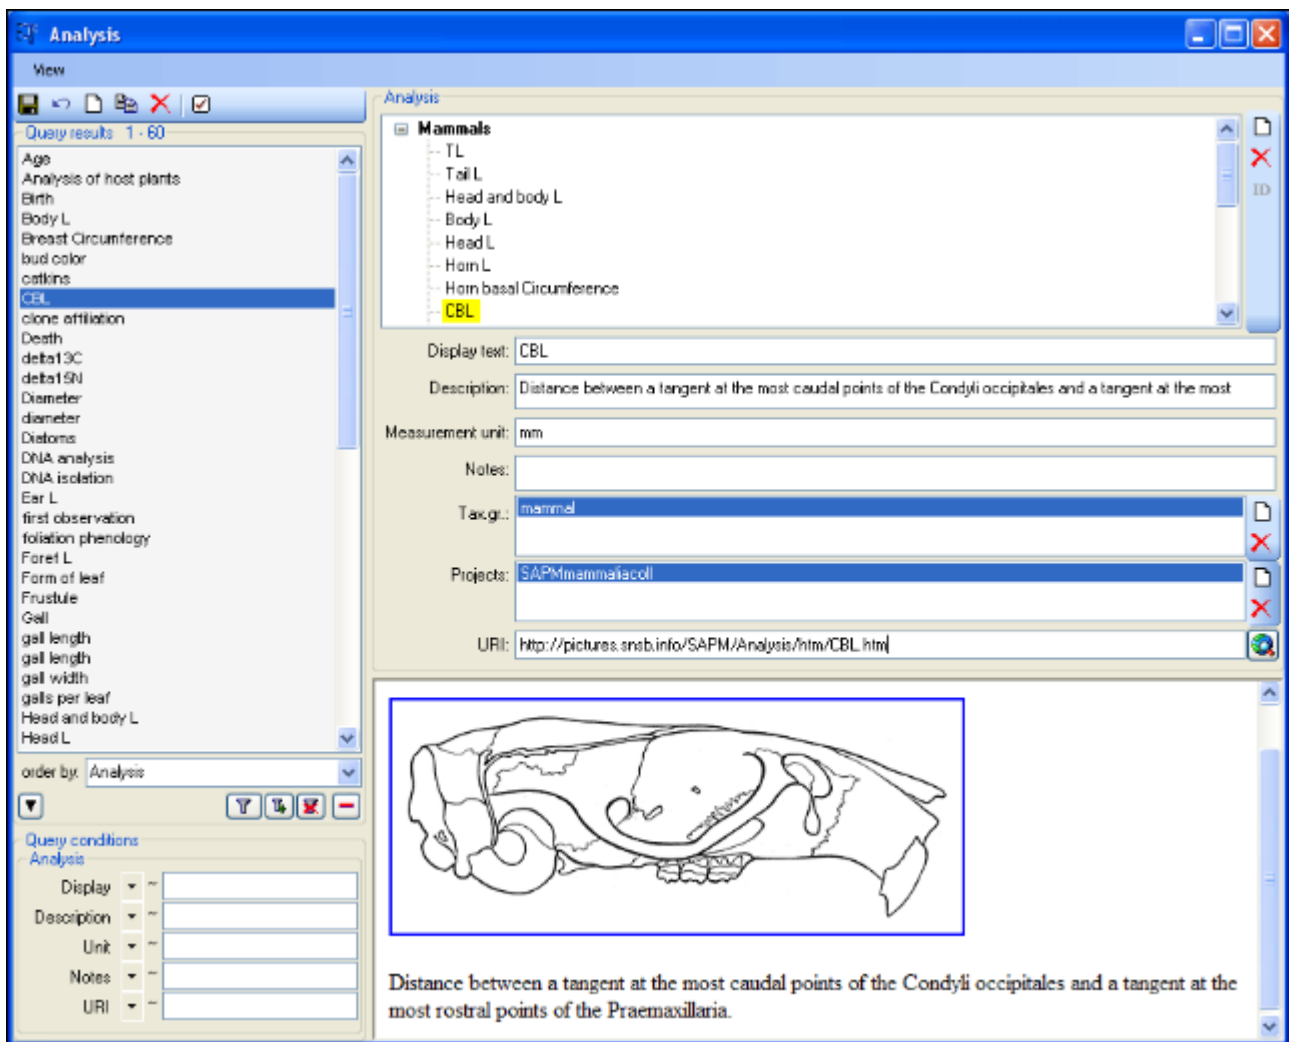 Analysis
View
Query results 1 - 60
Age
Analysis of host plants
Birth
Body L
Breast Circumference
bud color
catkins
CBL
clone affiliation
Death
delta13C
delta15N
Diameter
diameter
Diatoms
DNA analysis
DNA isolation
Ear L
first observation
foliation phenology
Foret L
Form of leaf
Frustule
Gall
gall length
gall length
gall width
galls per leaf
Head and body L
Head L
order by: Analysis
Query conditions
Analysis
Display ~
Description ~
Unit ~
Notes ~
URI ~
Analysis
Mammals
TL
Tail L
Head and body L
Body L
Head L
Horn L
Horn basal Circumference
CBL
ID
Display text: CBL
Description: Distance between a tangent at the most caudal points of the Condyli occipitales and a tangent at the most
Measurement unit: mm
Notes:
Tax.gr.: mammal
Projects: SAPMmammaliacoll
URI: http://pictures.snsb.info/SAPM/Analysis/htm/CBL.htm
Distance between a tangent at the most caudal points of the Condyli occipitales and a tangent at the
most rostral points of the Praemaxillaria.